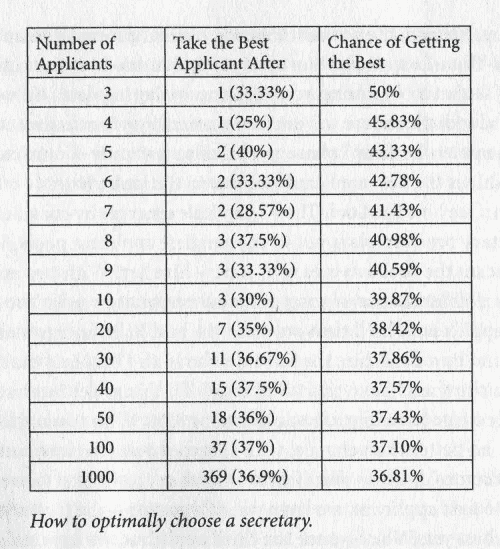 Number of Applicants | Take the Best Applicant After | Chance of Getting the Best
3 | 1 (33.33%) | 50%
4 | 1 (25%) | 45.83%
5 | 2 (40%) | 43.33%
6 | 2 (33.33%) | 42.78%
7 | 2 (28.57%) | 41.43%
8 | 3 (37.5%) | 40.98%
9 | 3 (33.33%) | 40.59%
10 | 3 (30%) | 39.87%
20 | 7 (35%) | 38.42%
30 | 11 (36,67%) | 37.86%
40 | 15 (37.5%) | 37.57%
50 | 18 (36%) | 37.43%
100 | 37 (37%) | 37.10%
1000 | 369 (36.9%) | 36.81%
How to optimally choose a secretary.